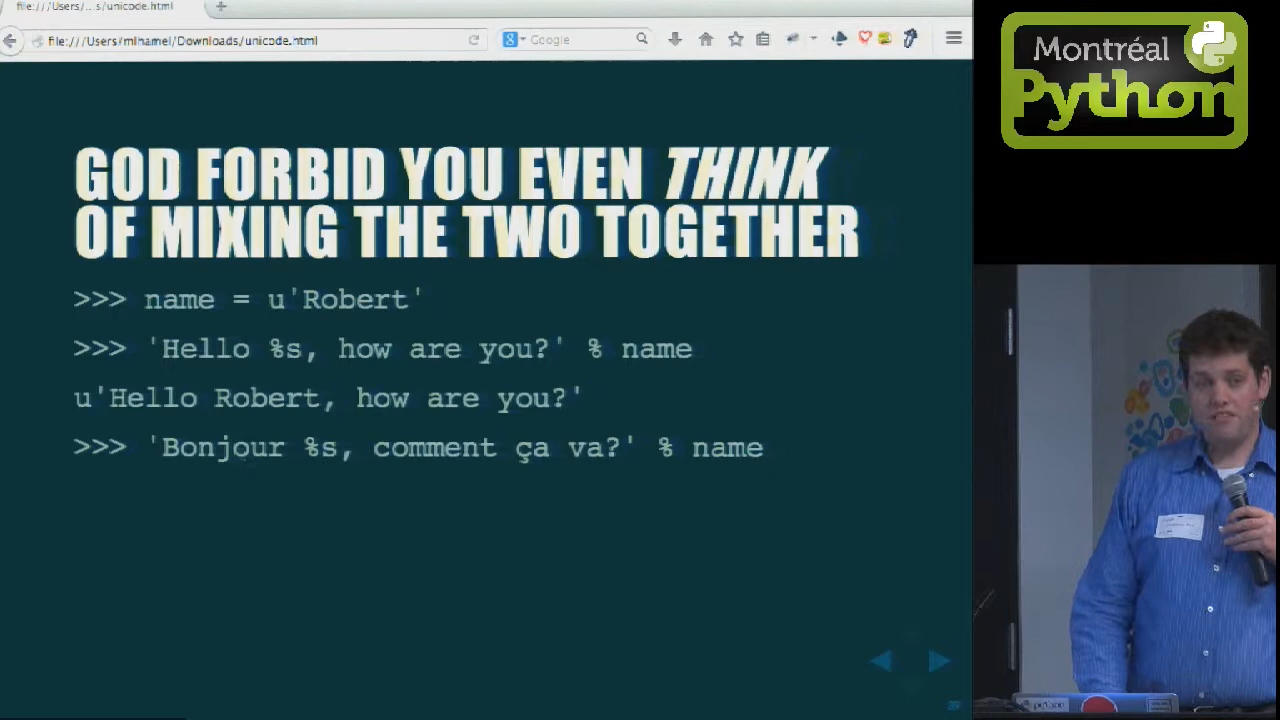 file:///Users/...s/unicode.html
file:///Users/mlhamel/Downloads/unicode.html
Google
Montréal
Python
GOD FORBID YOU EVEN THINK
OF MIXING THE TWO TOGETHER
>>> name = u'Robert'
>>> 'Hello %s, how are you?' % name
u'Hello Robert, how are you?'
>>> 'Bonjour %s, comment ça va?' % name